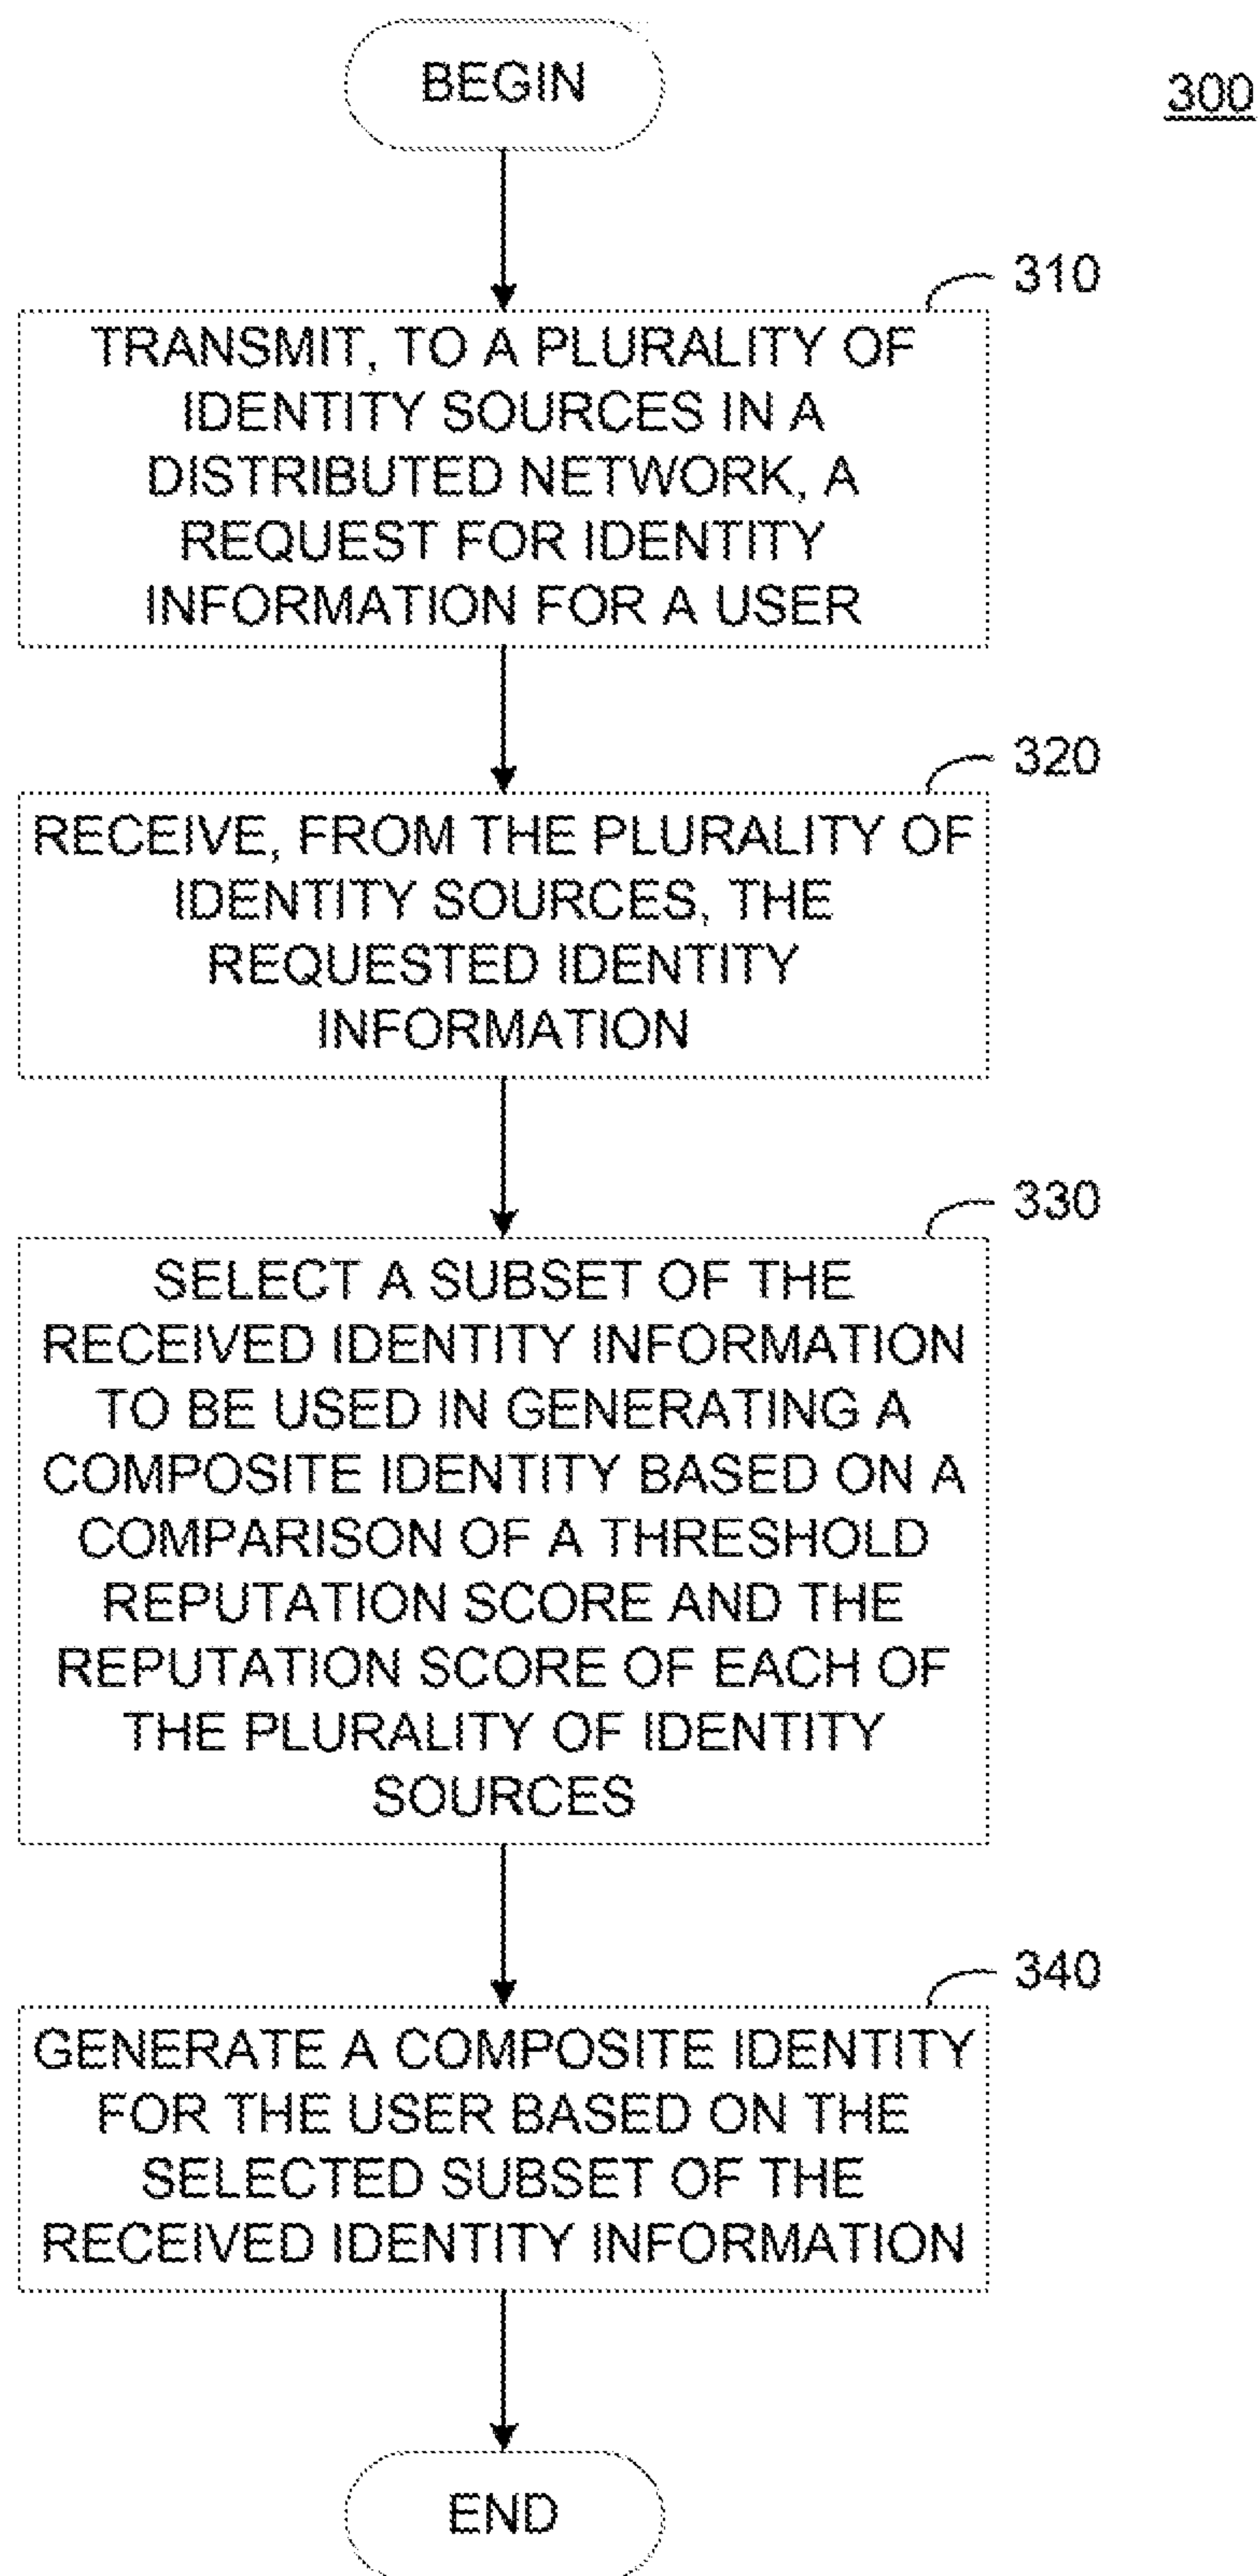 BEGIN
300
310
TRANSMIT, TO A PLURALITY OF
IDENTITY SOURCES IN A
DISTRIBUTED NETWORK, A
REQUEST FOR IDENTITY
INFORMATION FOR A USER
320
RECEIVE, FROM THE PLURALITY OF
IDENTITY SOURCES, THE
REQUESTED IDENTITY
INFORMATION
330
SELECT A SUBSET OF THE
RECEIVED IDENTITY INFORMATION
TO BE USED IN GENERATING A
COMPOSITE IDENTITY BASED ON A
COMPARISON OF A THRESHOLD
REPUTATION SCORE AND THE
REPUTATION SCORE OF EACH OF
THE PLURALITY OF IDENTITY
SOURCES
340
GENERATE A COMPOSITE IDENTITY
FOR THE USER BASED ON THE
SELECTED SUBSET OF THE
RECEIVED IDENTITY INFORMATION
END